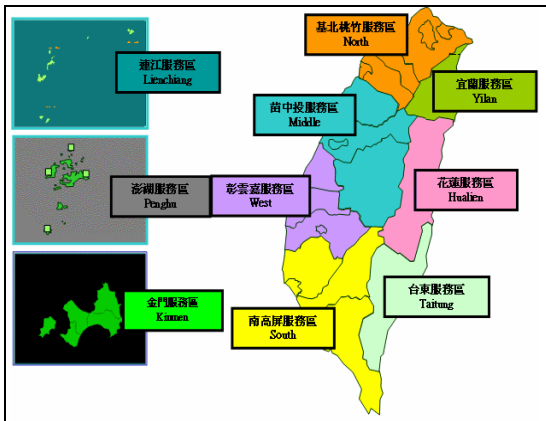 基北桃竹服務區
North
連江服務區
Lienchiang
宜蘭服務區
Yilan
苗中投服務區
Middle
澎湖服務區
Penghu
彰雲嘉服務區
West
花蓮服務區
Hualien
金門服務區
Kinmen
台東服務區
Taitung
南高屏服務區
South